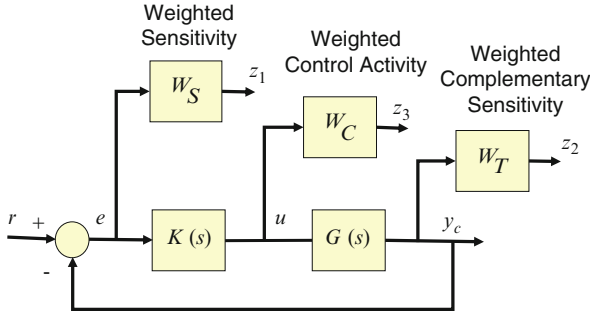 Weighted
Sensitivity
Weighted
Control Activity
Weighted
Complementary
Sensitivity
W_S
z_1
W_C
z_3
W_T
z_2
r
+
e
K (s)
u
G (s)
y_c
-